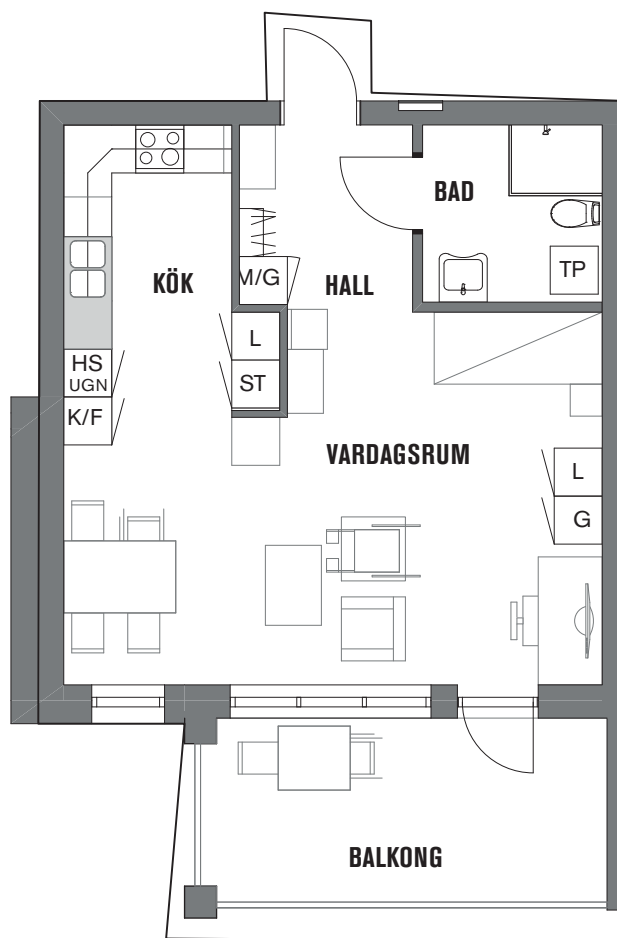 BAD
TP
KÖK
M/G
HALL
L
ST
HS
UGN
K/F
VARDAGSRUM
L
G
BALKONG